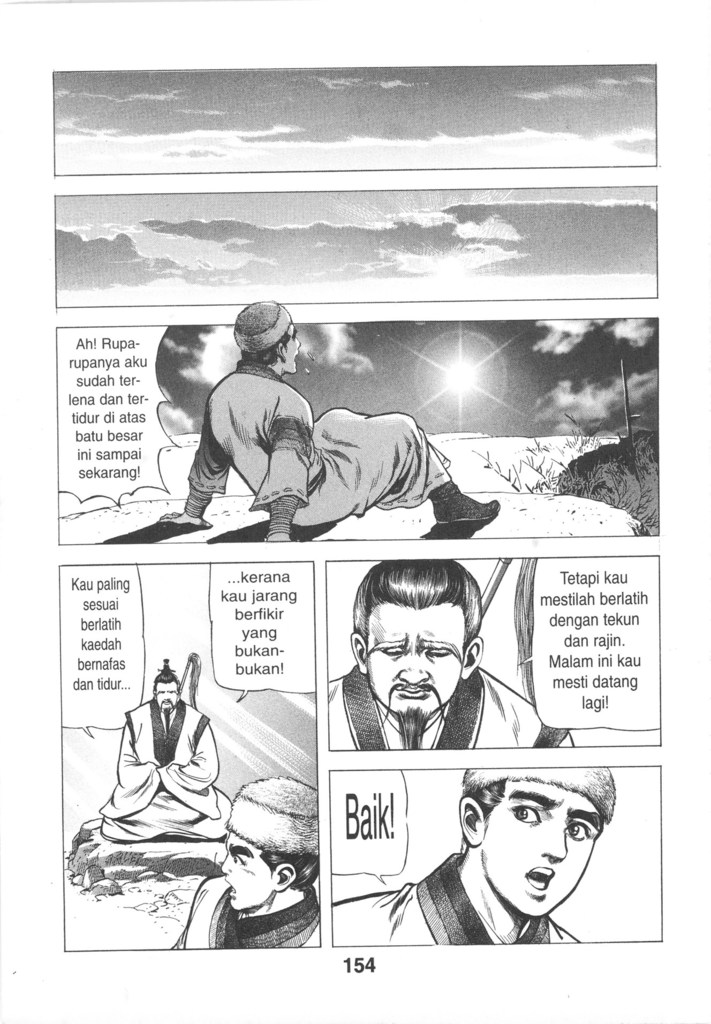 Ah! Rupa-
rupanya aku
sudah ter-
lena dan ter-
tidur di atas
batu besar
ini sampai
sekarang!
Kau paling
sesuai
berlatih
kaedah
bernafas
dan tidur...
...kerana
kau jarang
berfikir
yang
bukan-
bukan!
Tetapi kau
mestilah berlatih
dengan tekun
dan rajin.
Malam ini kau
mesti datang
lagi!
Baik!
154